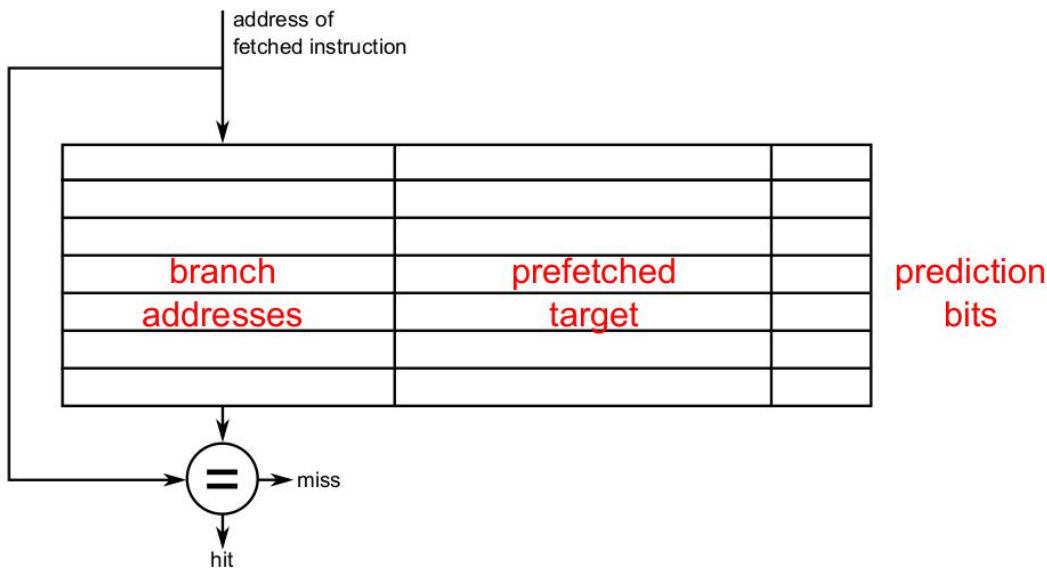 address of
fetched instruction
branch
addresses
prefetched
target
prediction
bits
=
miss
hit